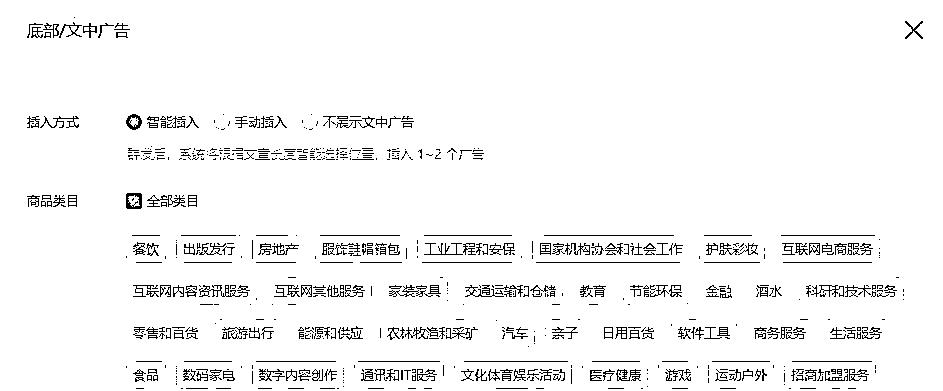 底部/文中广告
插入方式 智能插入 手动插入 不展示文中广告
群发后，系统将根据文章长度智能选择位置，插入 1~2 个广告
商品类目 全部类目
餐饮 出版发行 房地产 服饰鞋帽箱包 工业工程和安保 国家机构协会和社会工作 护肤彩妆 互联网电商服务
互联网内容资讯服务 互联网其他服务 家装家具 交通运输和仓储 教育 节能环保 金融 酒水 科研和技术服务
零售和百货 旅游出行 能源和供应 农林牧渔和采矿 汽车 亲子 日用百货 软件工具 商务服务 生活服务
食品 数码家电 数字内容创作 通讯和IT服务 文化体育娱乐活动 医疗健康 游戏 运动户外 招商加盟服务